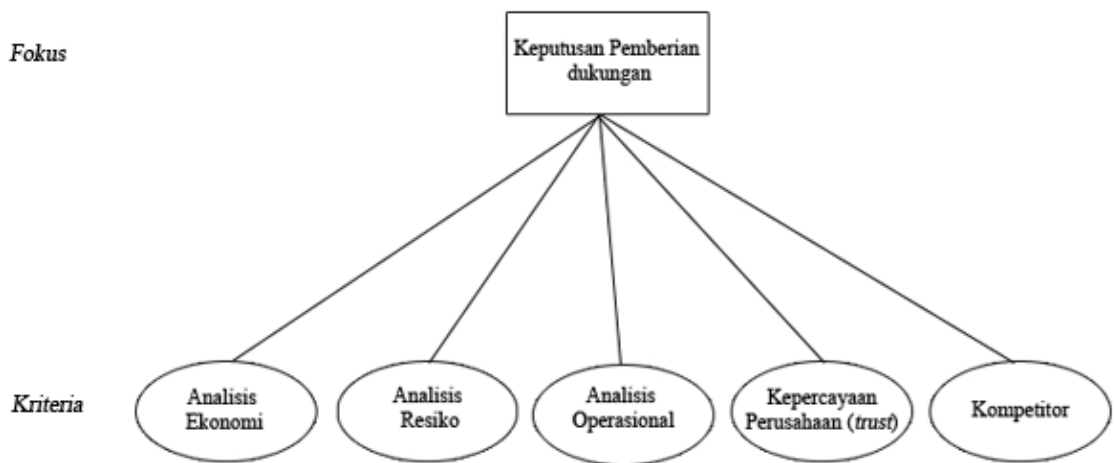 Fokus
Keputusan Pemberian
dukungan
Kriteria
Analisis
Ekonomi
Analisis
Resiko
Analisis
Operasional
Kepercayaan
Perusahaan (trust)
Kompetitor